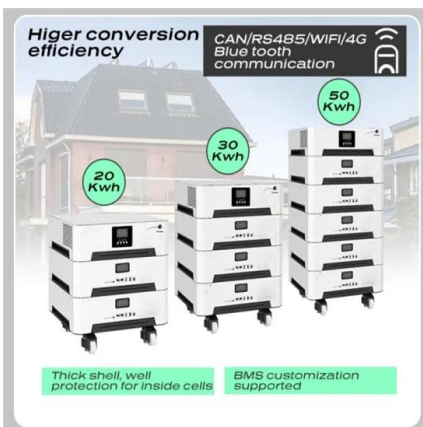 Higer conversion
efficiency
CAN/RS485/WIFI/4G
Blue tooth
communication
50
Kwh
30
Kwh
20
Kwh
Thick shell, well
protection for inside cells
BMS customization
supported